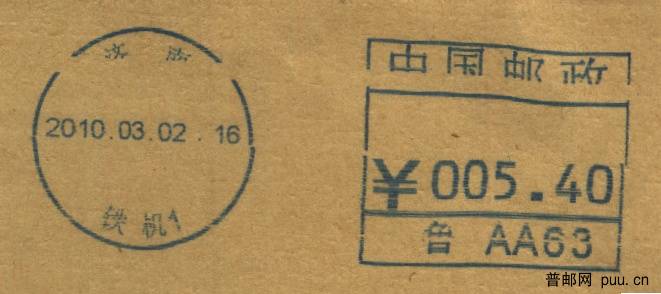 济南
2010.03.02.16
铁机1
中国邮政
¥005.40
鲁 AA63
普邮网 puu.cn